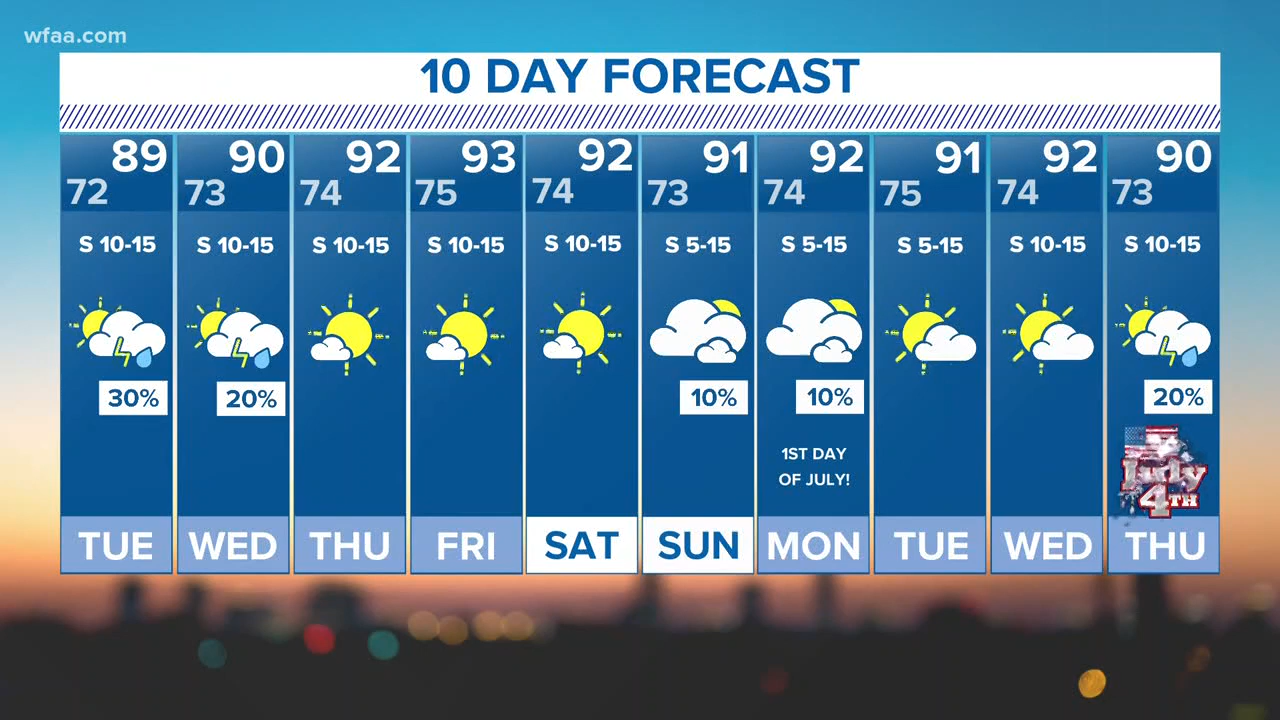 wfaa.com
10 DAY FORECAST
89 90 92 93 92 91 92 91 92 90
72 73 74 75 74 73 74 75 74 73
S 10-15 S 10-15 S 10-15 S 10-15 S 10-15 S 5-15 S 5-15 S 5-15 S 10-15 S 10-15
30% 20% 10% 10% 20%
1ST DAY
OF JULY!
July
4TH
TUE WED THU FRI SAT SUN MON TUE WED THU